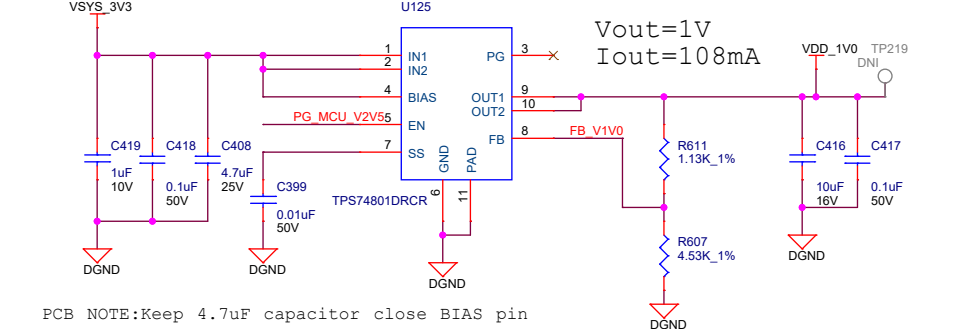 VSYS_3V3
U125
Vout=1V
Iout=108mA
VDD_1V0
TP219
DNI
1
IN1
2
IN2
PG
3
4
BIAS
OUT1
9
OUT2
10
PG_MCU_V2V5
5
EN
FB
8
FB_V1V0
7
SS
GND
PAD
6
11
TPS74801DRCR
C419
1uF
10V
C418
0.1uF
50V
C408
4.7uF
25V
C399
0.01uF
50V
R611
1.13K_1%
R607
4.53K_1%
C416
10uF
16V
C417
0.1uF
50V
DGND
DGND
DGND
DGND
DGND
PCB NOTE:Keep 4.7uF capacitor close BIAS pin